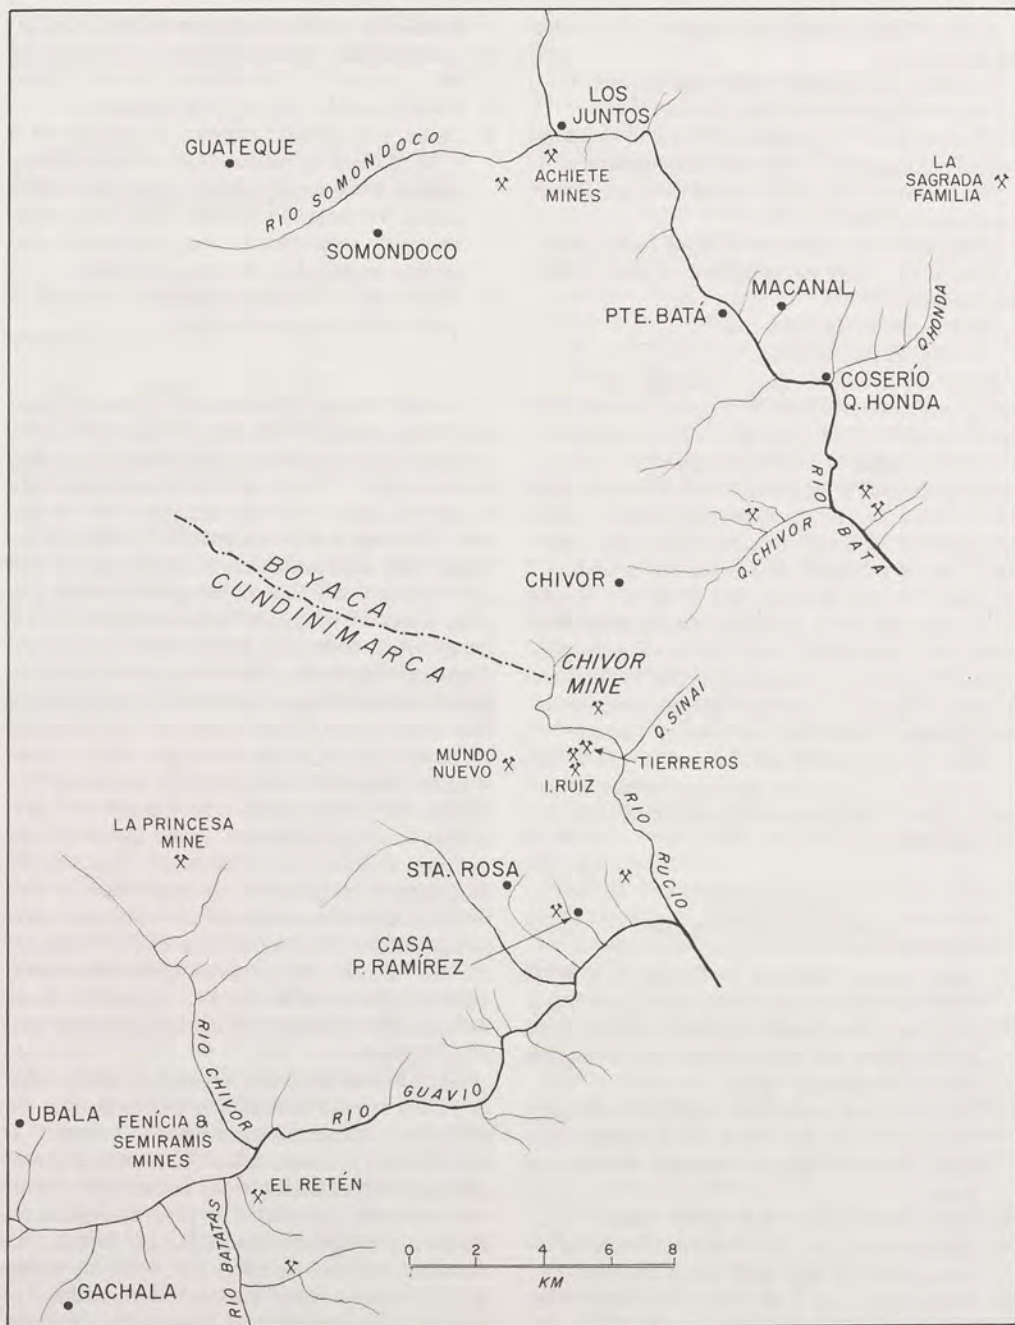 LOS
JUNTOS
GUATEQUE
RIO SOMONDOCO
ACHIETE
MINES
LA
SAGRADA
FAMILIA
SOMONDOCO
MACANAL
PTE. BATÁ
Q. HONDA
COSERÍO
Q. HONDA
RIO BATA
Q. CHIVOR
CHIVOR
BOYACA
CUNDINIMARCA
CHIVOR
MINE
Q. SINAI
MUNDO
NUEVO
TIERREROS
I. RUIZ
RIO RUCIO
LA PRINCESA
MINE
STA. ROSA
CASA
P. RAMÍREZ
RIO CHIVOR
RIO GUAVIO
UBALA
FENÍCIA &
SEMIRAMIS
MINES
EL RETÉN
RIO BATATAS
GACHALA
0 2 4 6 8
KM